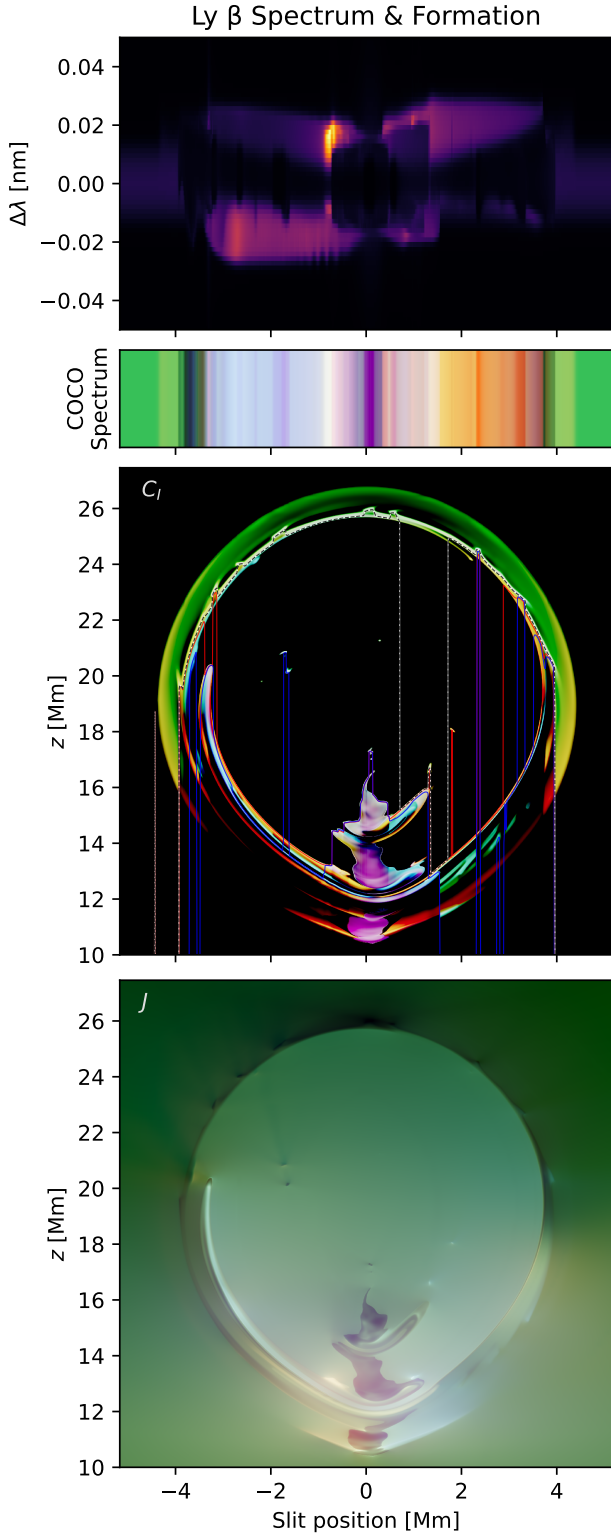 Ly β Spectrum & Formation
0.04
0.02
0.00
−0.02
−0.04
Δλ [nm]
COCO
Spectrum
C_I
26
24
22
20
18
16
14
12
10
z [Mm]
J
26
24
22
20
18
16
14
12
10
z [Mm]
−4 −2 0 2 4
Slit position [Mm]